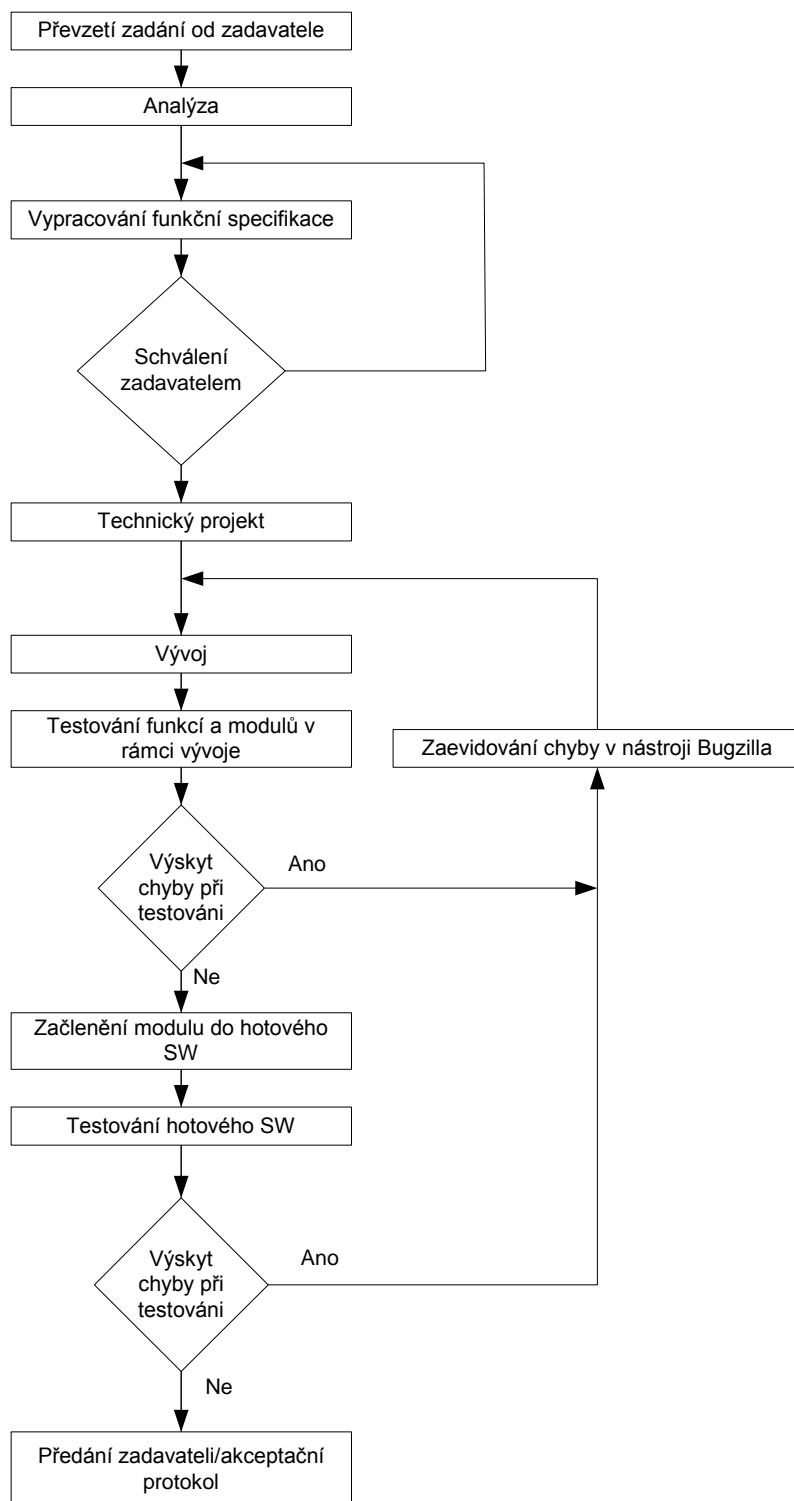 Převzetí zadání od zadavatele
Analýza
Vypracování funkční specifikace
Schválení
zadavatelem
Technický projekt
Vývoj
Testování funkcí a modulů v
rámci vývoje
Zaevidování chyby v nástroji Bugzilla
Výskyt
chyby při
testováni
Ano
Ne
Začlenění modulu do hotového
SW
Testování hotového SW
Výskyt
chyby při
testováni
Ano
Ne
Předání zadavateli/akceptační
protokol